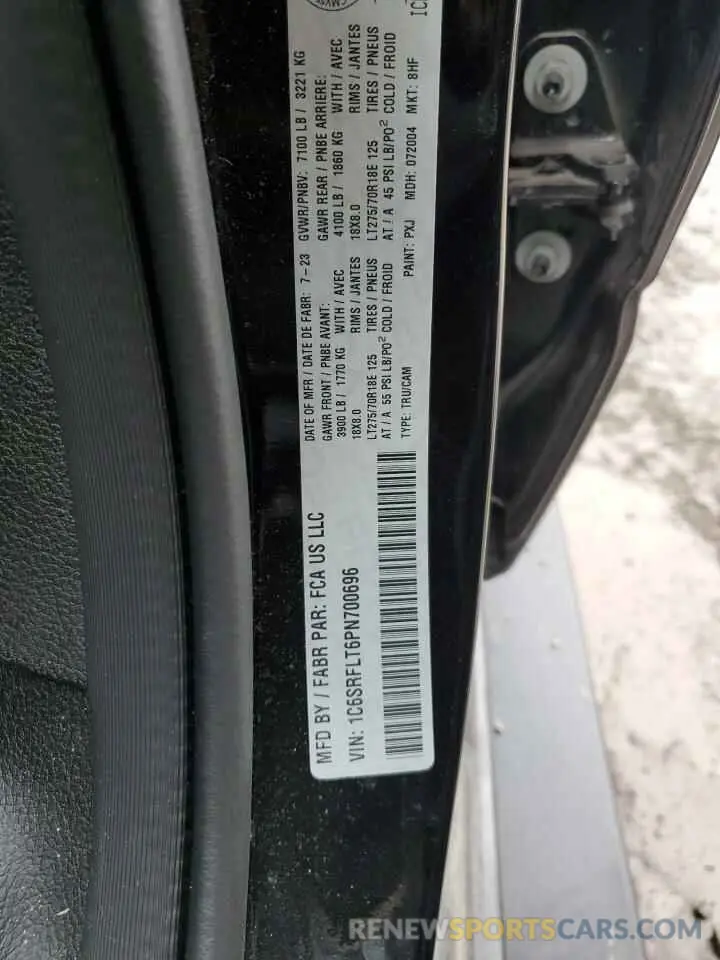 MFD BY / FABR PAR: FCA US LLC
DATE OF MFR / DATE DE FABR: 7-23
GVWR/PNBV: 7100 LB / 3221 KG
GAWR FRONT / PNBE AVANT:
GAWR REAR / PNBE ARRIERE:
3900 LB / 1770 KG WITH / AVEC
4100 LB / 1860 KG WITH / AVEC
18X8.0 RIMS / JANTES
18X8.0 RIMS / JANTES
LT275/70R18E 125 TIRES / PNEUS
LT275/70R18E 125 TIRES / PNEUS
AT / A 55 PSI LB/PO² COLD / FROID
AT / A 45 PSI LB/PO² COLD / FROID
VIN: 1C6SRFLT6PN700696
TYPE: TRUCAM
PAINT: PXJ
MDH: 072004
MKT: 8HF
RENEWSPORTSCARS.COM